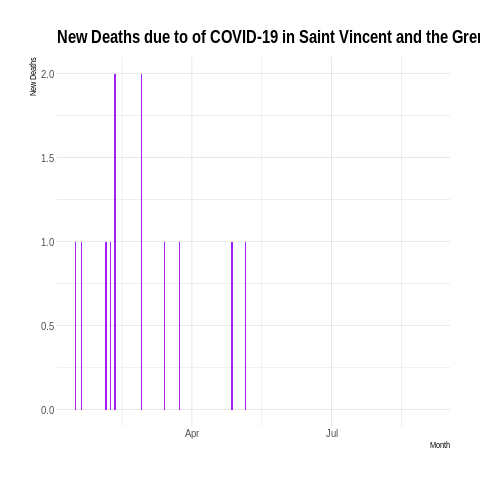 New Deaths due to of COVID-19 in Saint Vincent and the Gren
New Deaths
2.0
1.5
1.0
0.5
0.0
Apr
Jul
Month